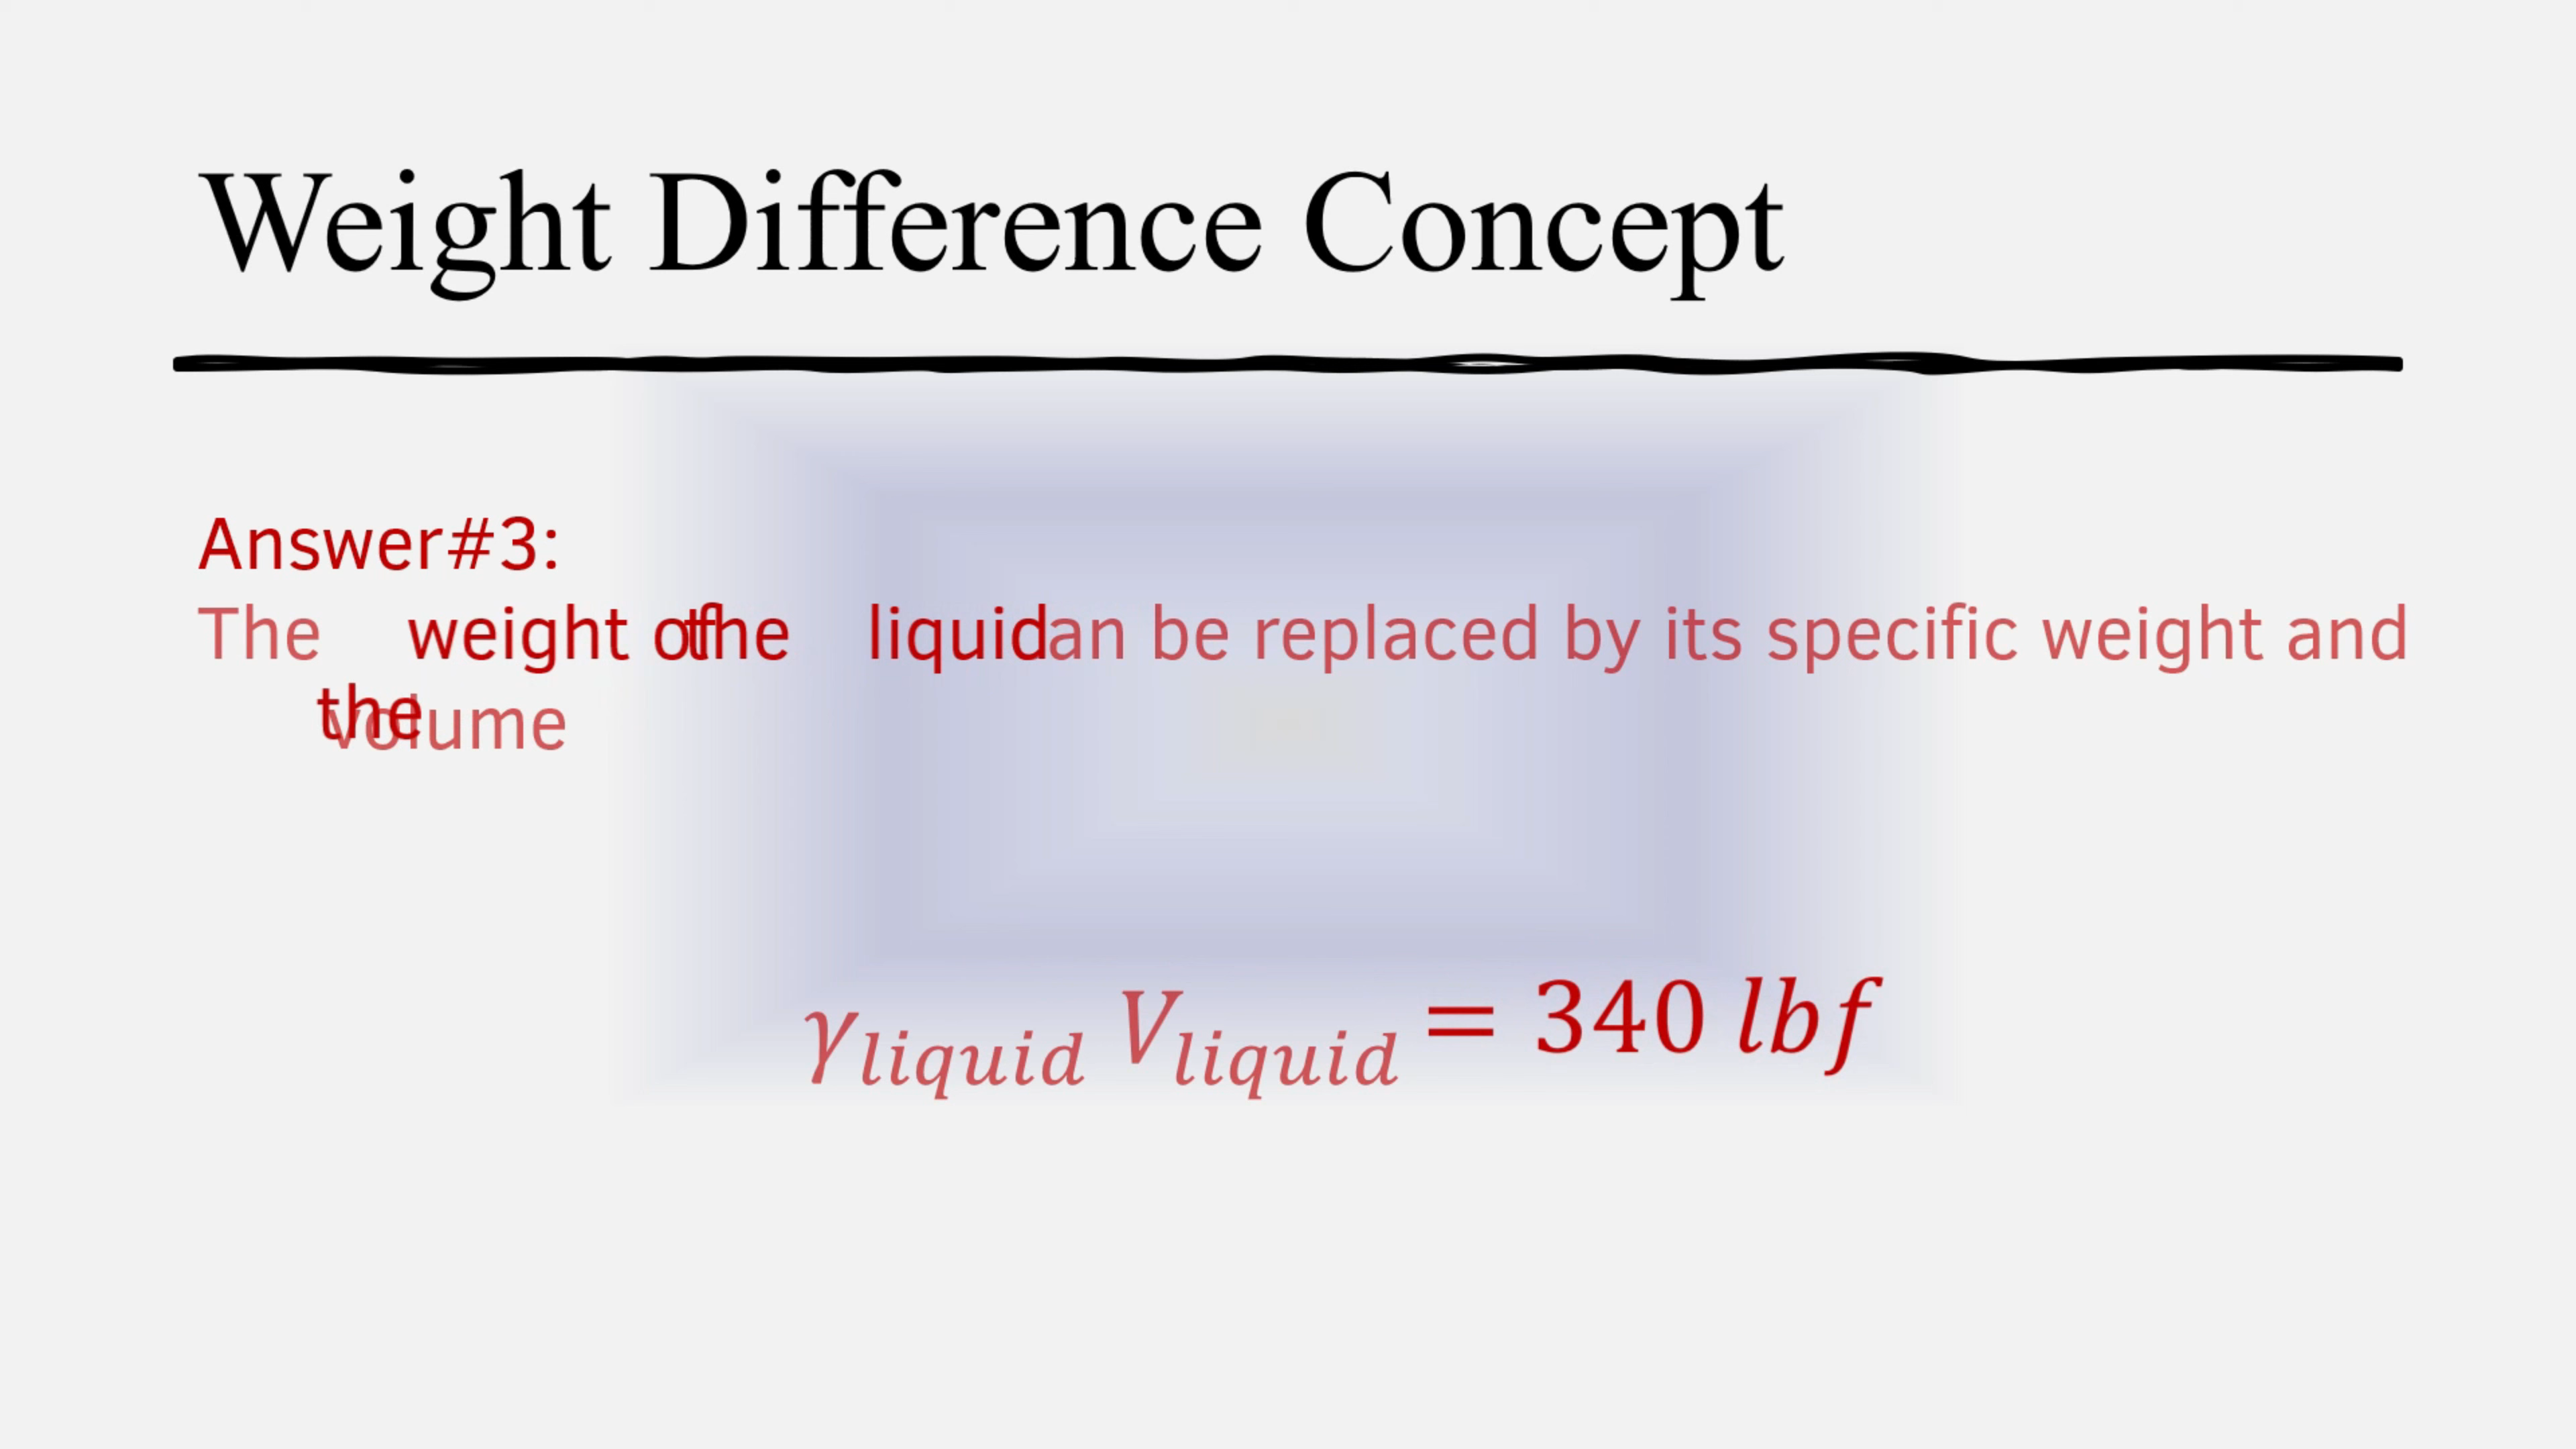 Weight Difference Concept
Answer#3:
The weight of the liquid an be replaced by its specific weight and
the volume
γliquid Vliquid = 340 lbf